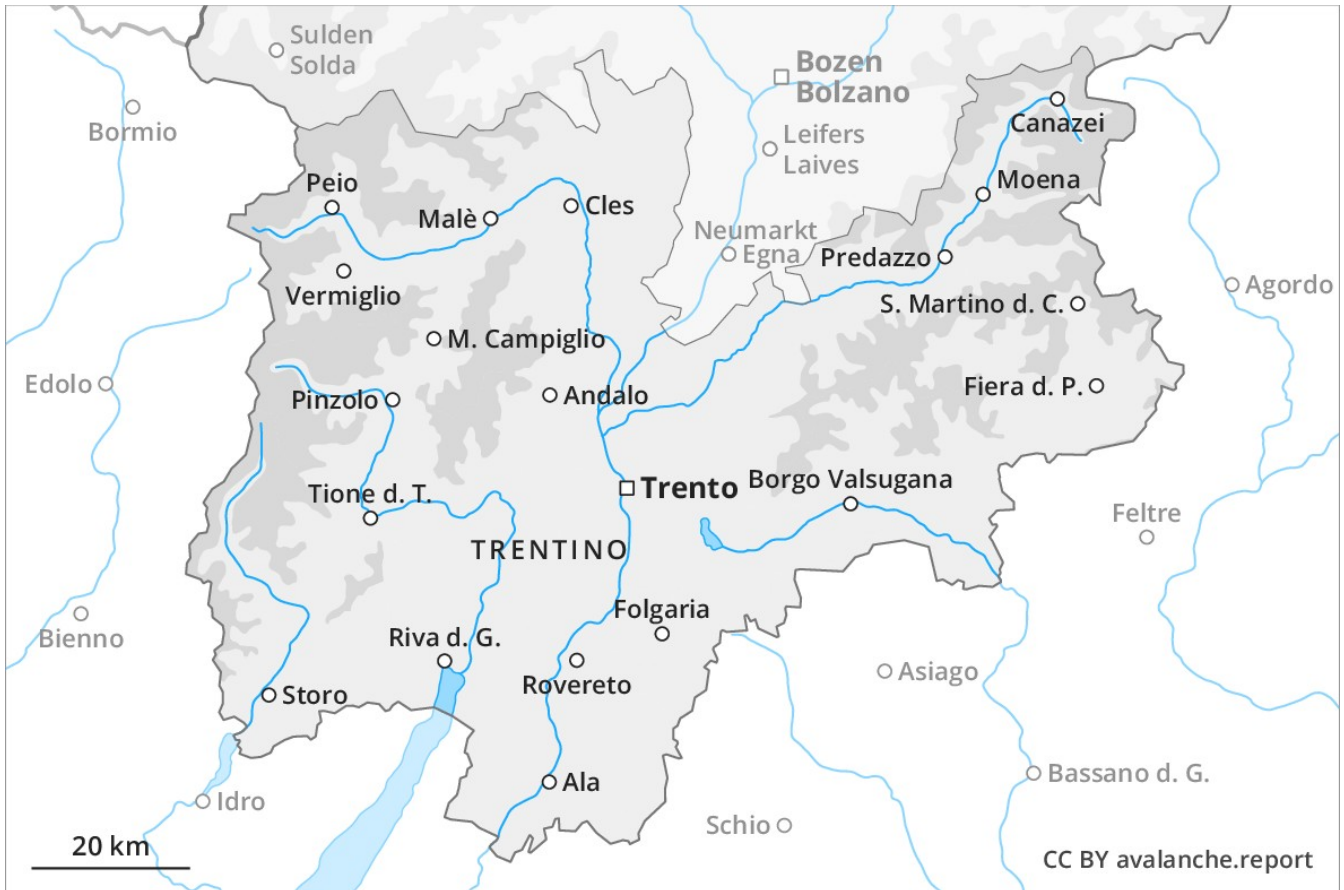 Sulden
Solda
Bozen
Bolzano
Bormio
Canazei
Leifers
Laives
Peio
Moena
Malè
Cles
Neumarkt
Egna
Predazzo
Vermiglio
Agordo
S. Martino d. C.
M. Campiglio
Edolo
Fiera d. P.
Pinzolo
Andalo
Trento
Borgo Valsugana
Tione d. T.
Feltre
TRENTINO
Folgaria
Bienno
Riva d. G.
Asiago
Rovereto
Storo
Bassano d. G.
Ala
Idro
Schio
20 km
CC BY avalanche.report